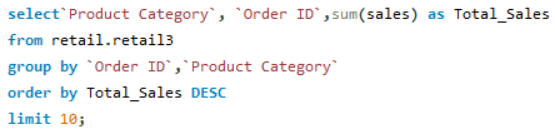 select`Product Category`, `Order ID`,sum(sales) as Total_Sales
from retail.retail3
group by `Order ID`,`Product Category`
order by Total_Sales DESC
limit 10;